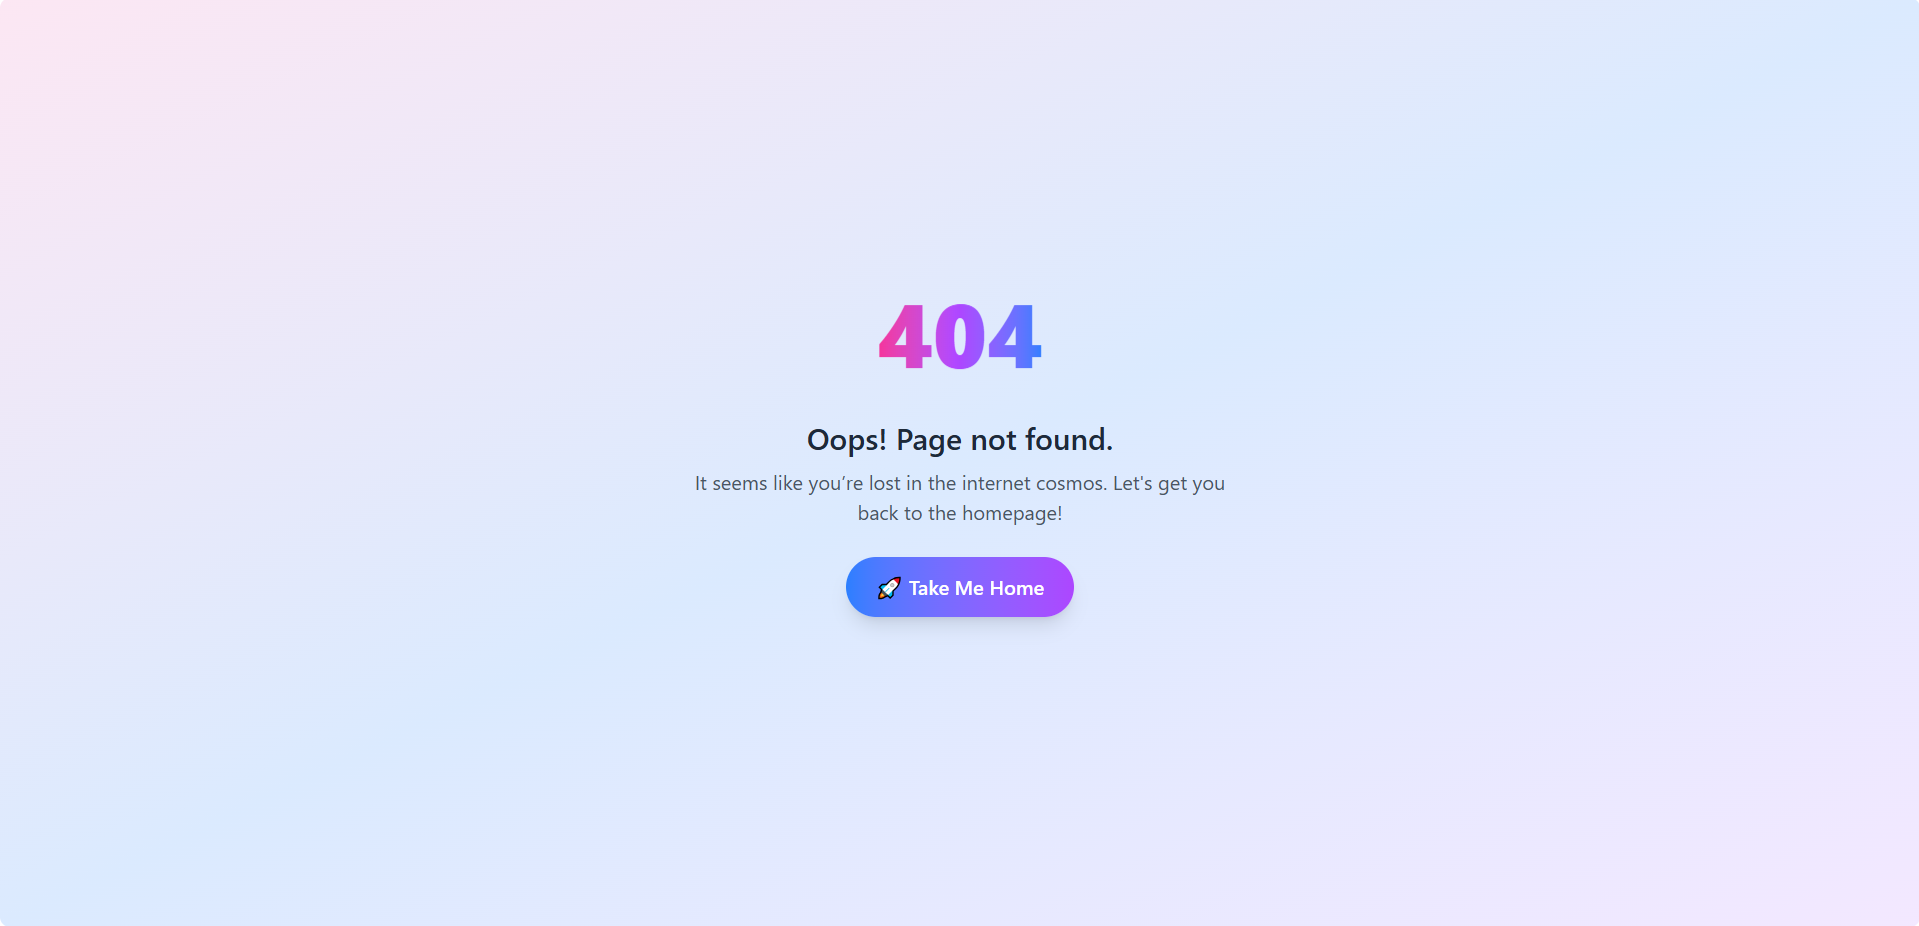 404
Oops! Page not found.
It seems like you’re lost in the internet cosmos. Let's get you
back to the homepage!
🚀 Take Me Home